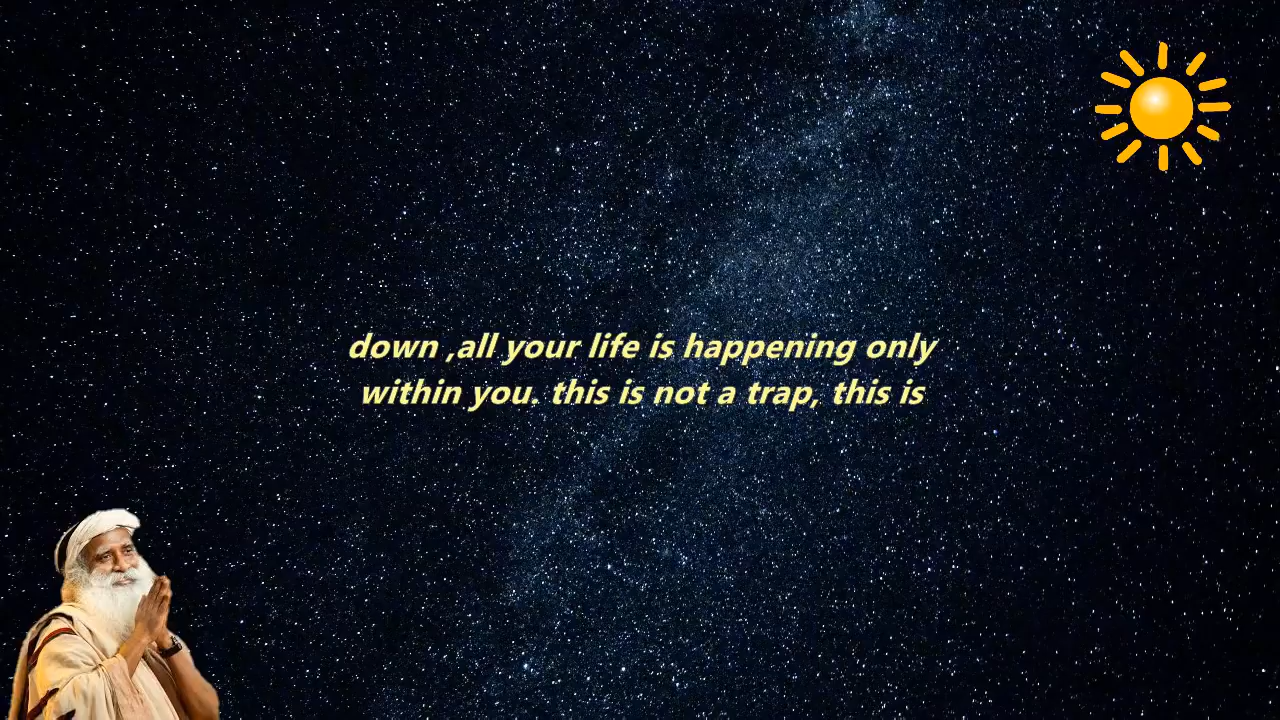 down ,all your life is happening only
within you. this is not a trap, this is